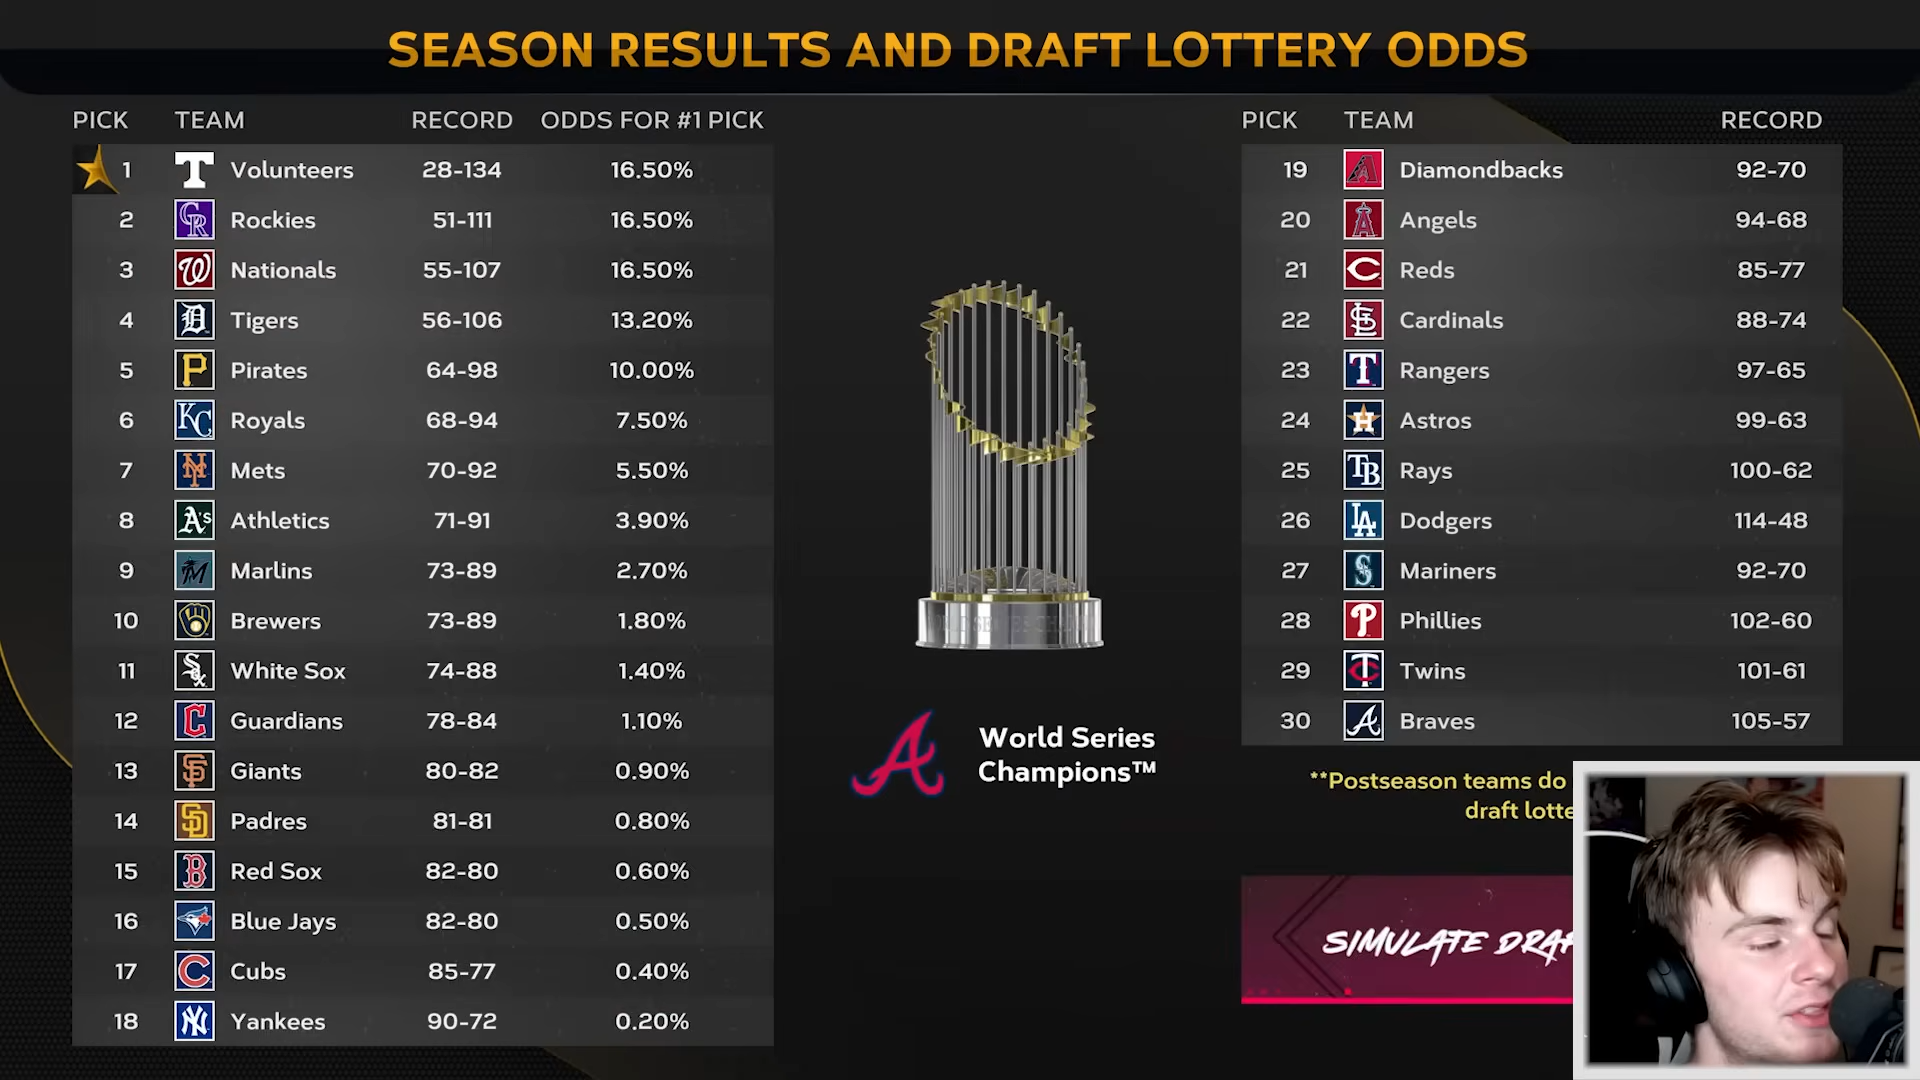 SEASON RESULTS AND DRAFT LOTTERY ODDS
PICK TEAM RECORD ODDS FOR #1 PICK
1 Volunteers 28-134 16.50%
2 Rockies 51-111 16.50%
3 Nationals 55-107 16.50%
4 Tigers 56-106 13.20%
5 Pirates 64-98 10.00%
6 Royals 68-94 7.50%
7 Mets 70-92 5.50%
8 Athletics 71-91 3.90%
9 Marlins 73-89 2.70%
10 Brewers 73-89 1.80%
11 White Sox 74-88 1.40%
12 Guardians 78-84 1.10%
13 Giants 80-82 0.90%
14 Padres 81-81 0.80%
15 Red Sox 82-80 0.60%
16 Blue Jays 82-80 0.50%
17 Cubs 85-77 0.40%
18 Yankees 90-72 0.20%
World Series
Champions™
PICK TEAM RECORD
19 Diamondbacks 92-70
20 Angels 94-68
21 Reds 85-77
22 Cardinals 88-74
23 Rangers 97-65
24 Astros 99-63
25 Rays 100-62
26 Dodgers 114-48
27 Mariners 92-70
28 Phillies 102-60
29 Twins 101-61
30 Braves 105-57
**Postseason teams do
draft
SIMULATE